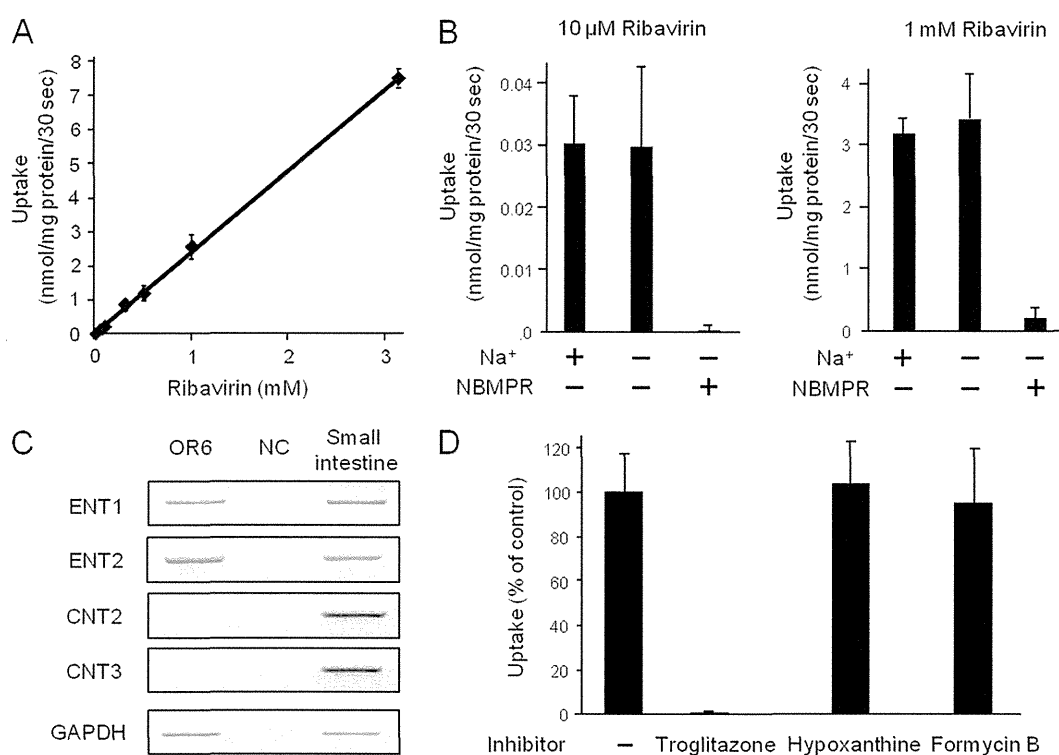 A
Uptake
(nmol/mg protein/30 sec)
8
7
6
5
4
3
2
1
0
0
1
2
3
Ribavirin (mM)
B
10 µM Ribavirin
Uptake
(nmol/mg protein/30 sec)
0.04
0.03
0.02
0.01
0
Na⁺ + − −
NBMPR − − +
1 mM Ribavirin
Uptake
(nmol/mg protein/30 sec)
4
3
2
1
0
Na⁺ + − −
NBMPR − − +
C
OR6 NC Small
intestine
ENT1
ENT2
CNT2
CNT3
GAPDH
D
Uptake (% of control)
120
100
80
60
40
20
0
Inhibitor − Troglitazone Hypoxanthine Formycin B